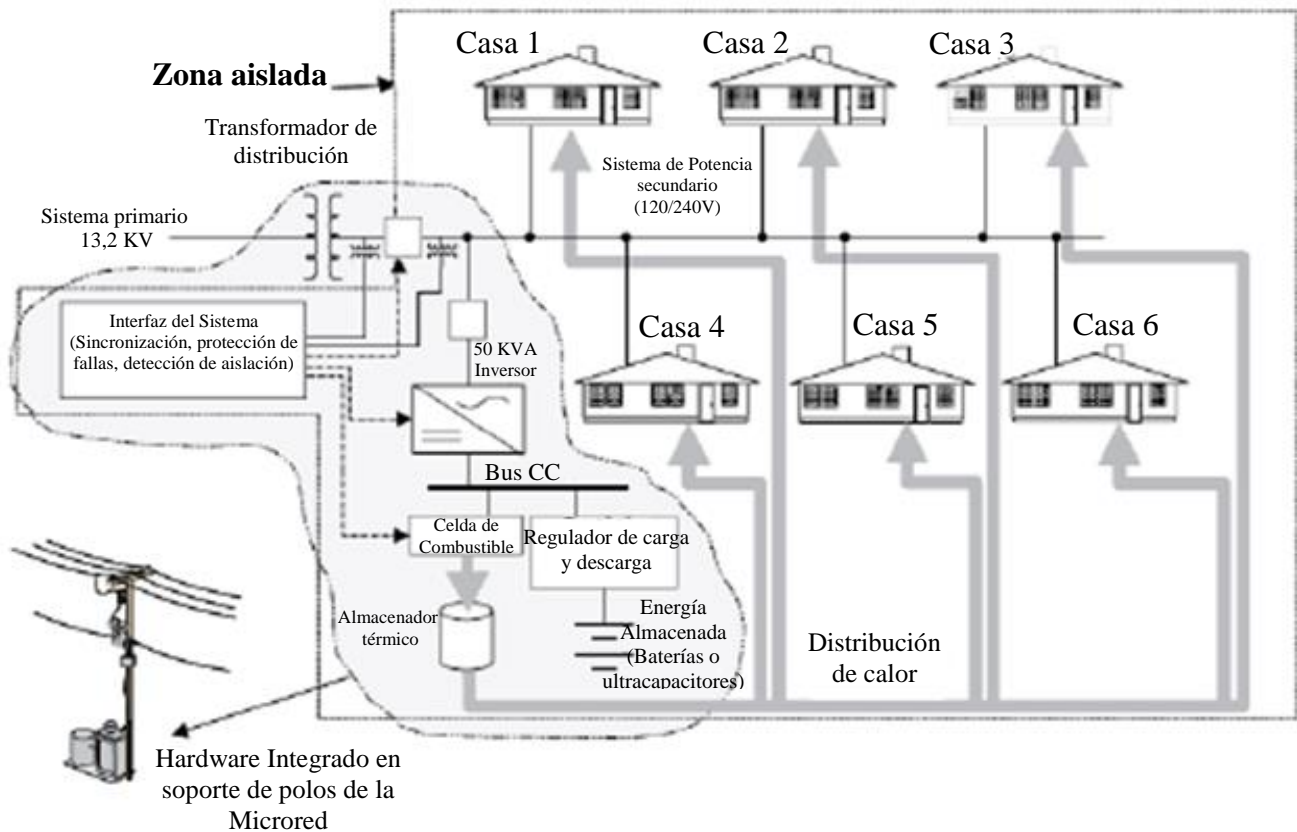 Casa 1
Casa 2
Casa 3
Zona aislada
Transformador de
distribución
Sistema de Potencia
secundario
(120/240V)
Sistema primario
13,2 KV
Interfaz del Sistema
(Sincronización, protección de
fallas, detección de aislación)
50 KVA
Inversor
Casa 4
Casa 5
Casa 6
Bus CC
Celda de
Combustible
Regulador de carga
y descarga
Almacenador
térmico
Energía
Almacenada
(Baterías o
ultracapacitores)
Distribución
de calor
Hardware Integrado en
soporte de polos de la
Microred